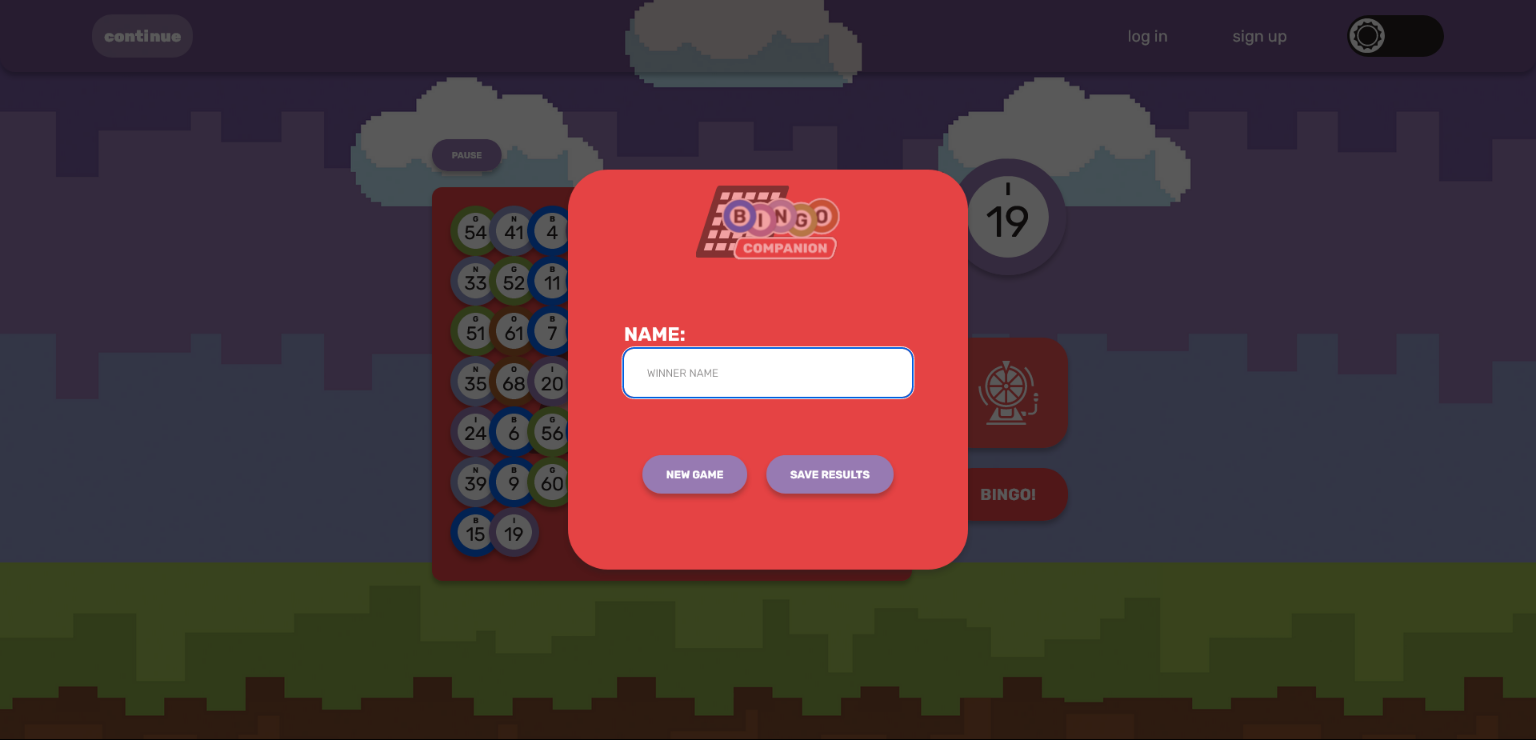 continue
log in
sign up
PAUSE
I
19
BINGO
COMPANION
G N B
54 41 4
N G B
33 52 11
G O B
51 61 7
NAME:
WINNER NAME
N O I
35 68 20
I B G
24 6 56
NEW GAME
SAVE RESULTS
N B G
39 9 60
BINGO!
B I
15 19